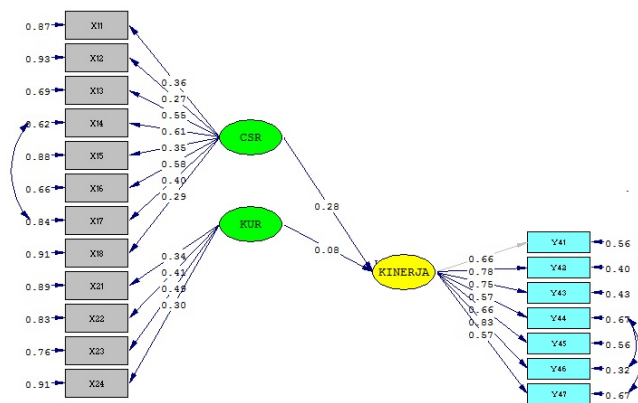 0.87 X11
0.93 X12
0.69 X13
0.62 X14
0.88 X15
0.66 X16
0.84 X17
0.91 X18
0.89 X21
0.83 X22
0.76 X23
0.91 X24
0.36
0.27
0.55
0.61
0.35
0.58
0.40
0.29
CSR
0.34
0.41
0.49
0.30
KUR
0.28
0.08
KINERJA
0.66
0.78
0.75
0.57
0.66
0.83
0.57
Y41 0.56
Y42 0.40
Y43 0.43
Y44 0.67
Y45 0.56
Y46 0.32
Y47 0.67